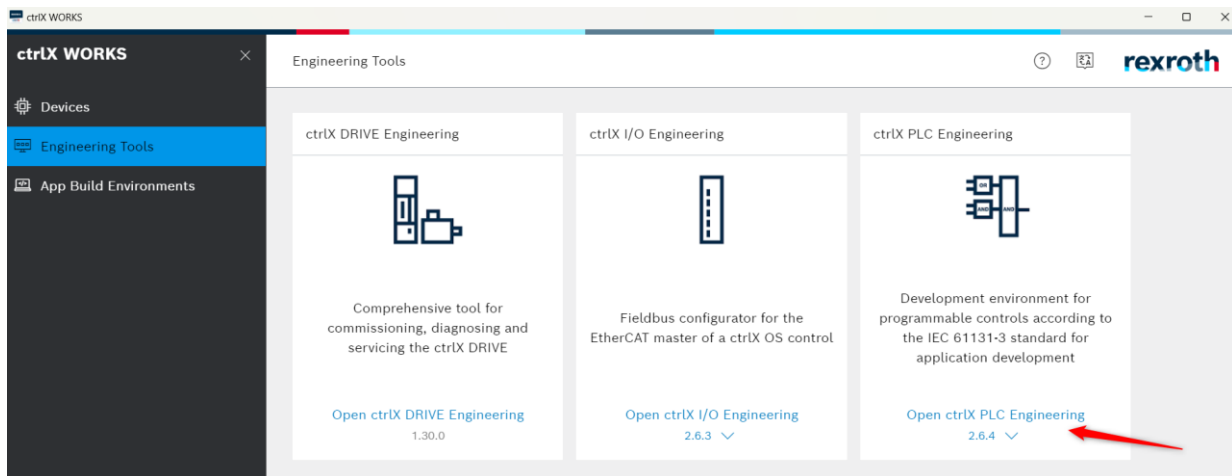 ctrlX WORKS
ctrlX WORKS
Devices
Engineering Tools
App Build Environments
Engineering Tools
rexroth
ctrlX DRIVE Engineering
Comprehensive tool for
commissioning, diagnosing and
servicing the ctrlX DRIVE
Open ctrlX DRIVE Engineering
1.30.0
ctrlX I/O Engineering
Fieldbus configurator for the
EtherCAT master of a ctrlX OS control
Open ctrlX I/O Engineering
2.6.3
ctrlX PLC Engineering
OR
AND
AND
Development environment for
programmable controls according to
the IEC 61131-3 standard for
application development
Open ctrlX PLC Engineering
2.6.4